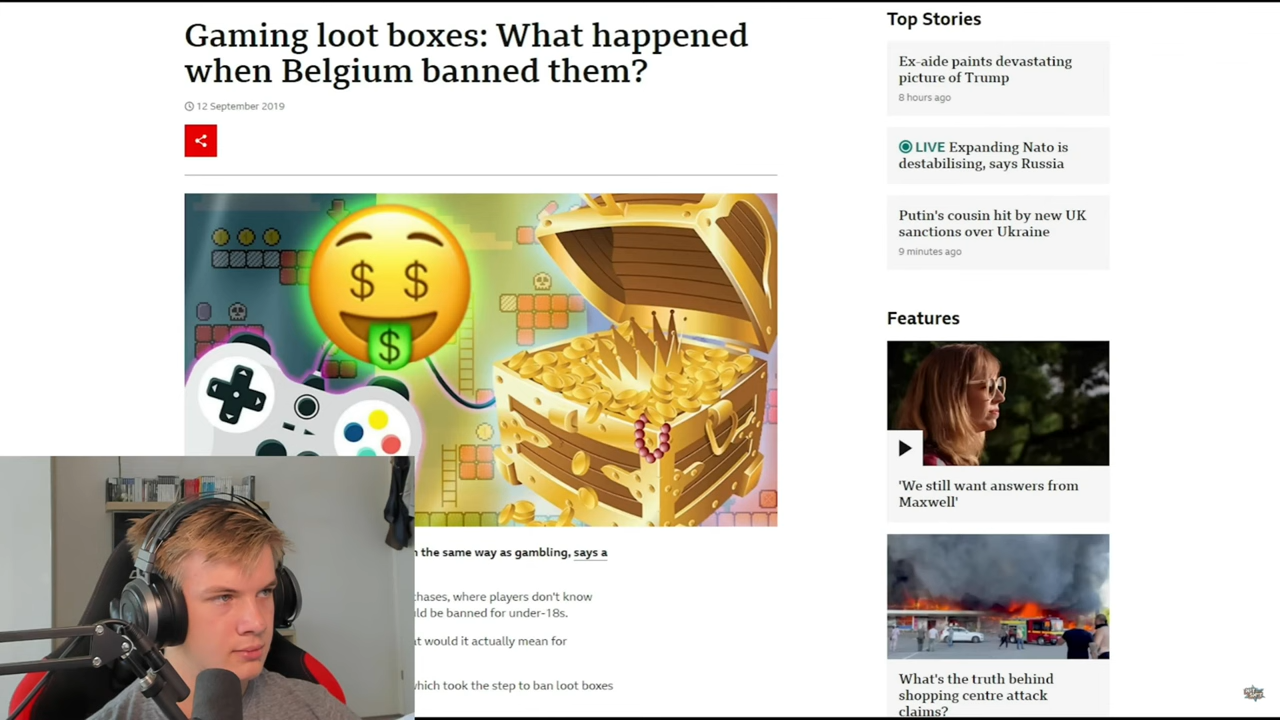 Gaming loot boxes: What happened
when Belgium banned them?
12 September 2019
$ $
$
the same way as gambling, says a
hases, where players don't know
ld be banned for under-18s.
t would it actually mean for
hich took the step to ban loot boxes
Top Stories
Ex-aide paints devastating
picture of Trump
8 hours ago
LIVE Expanding Nato is
destabilising, says Russia
Putin's cousin hit by new UK
sanctions over Ukraine
9 minutes ago
Features
'We still want answers from
Maxwell'
What's the truth behind
shopping centre attack
claims?